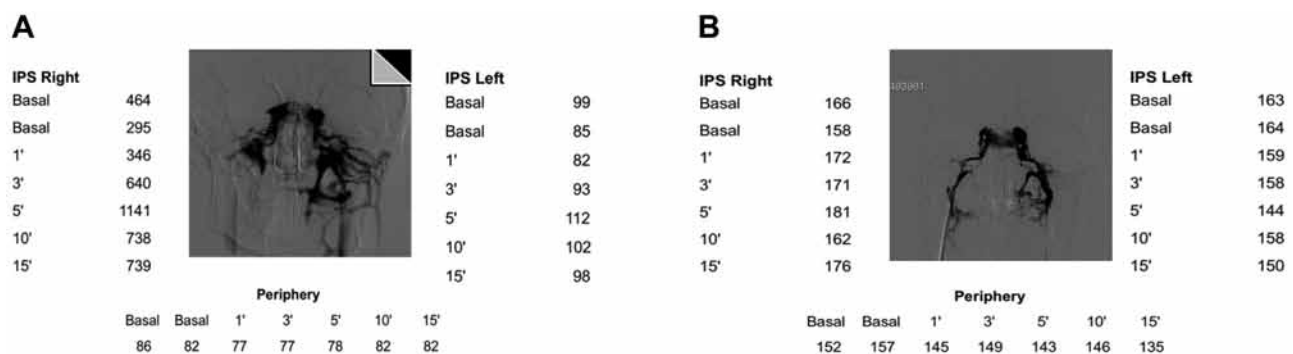 A
IPS Right
Basal 464
Basal 295
1' 346
3' 640
5' 1141
10' 738
15' 739
IPS Left
Basal 99
Basal 85
1' 82
3' 93
5' 112
10' 102
15' 98
Periphery
Basal Basal 1' 3' 5' 10' 15'
86 82 77 77 78 82 82
B
IPS Right
Basal 166
Basal 158
1' 172
3' 171
5' 181
10' 162
15' 176
IPS Left
Basal 163
Basal 164
1' 159
3' 158
5' 144
10' 158
15' 150
Periphery
Basal Basal 1' 3' 5' 10' 15'
152 157 145 149 143 146 135